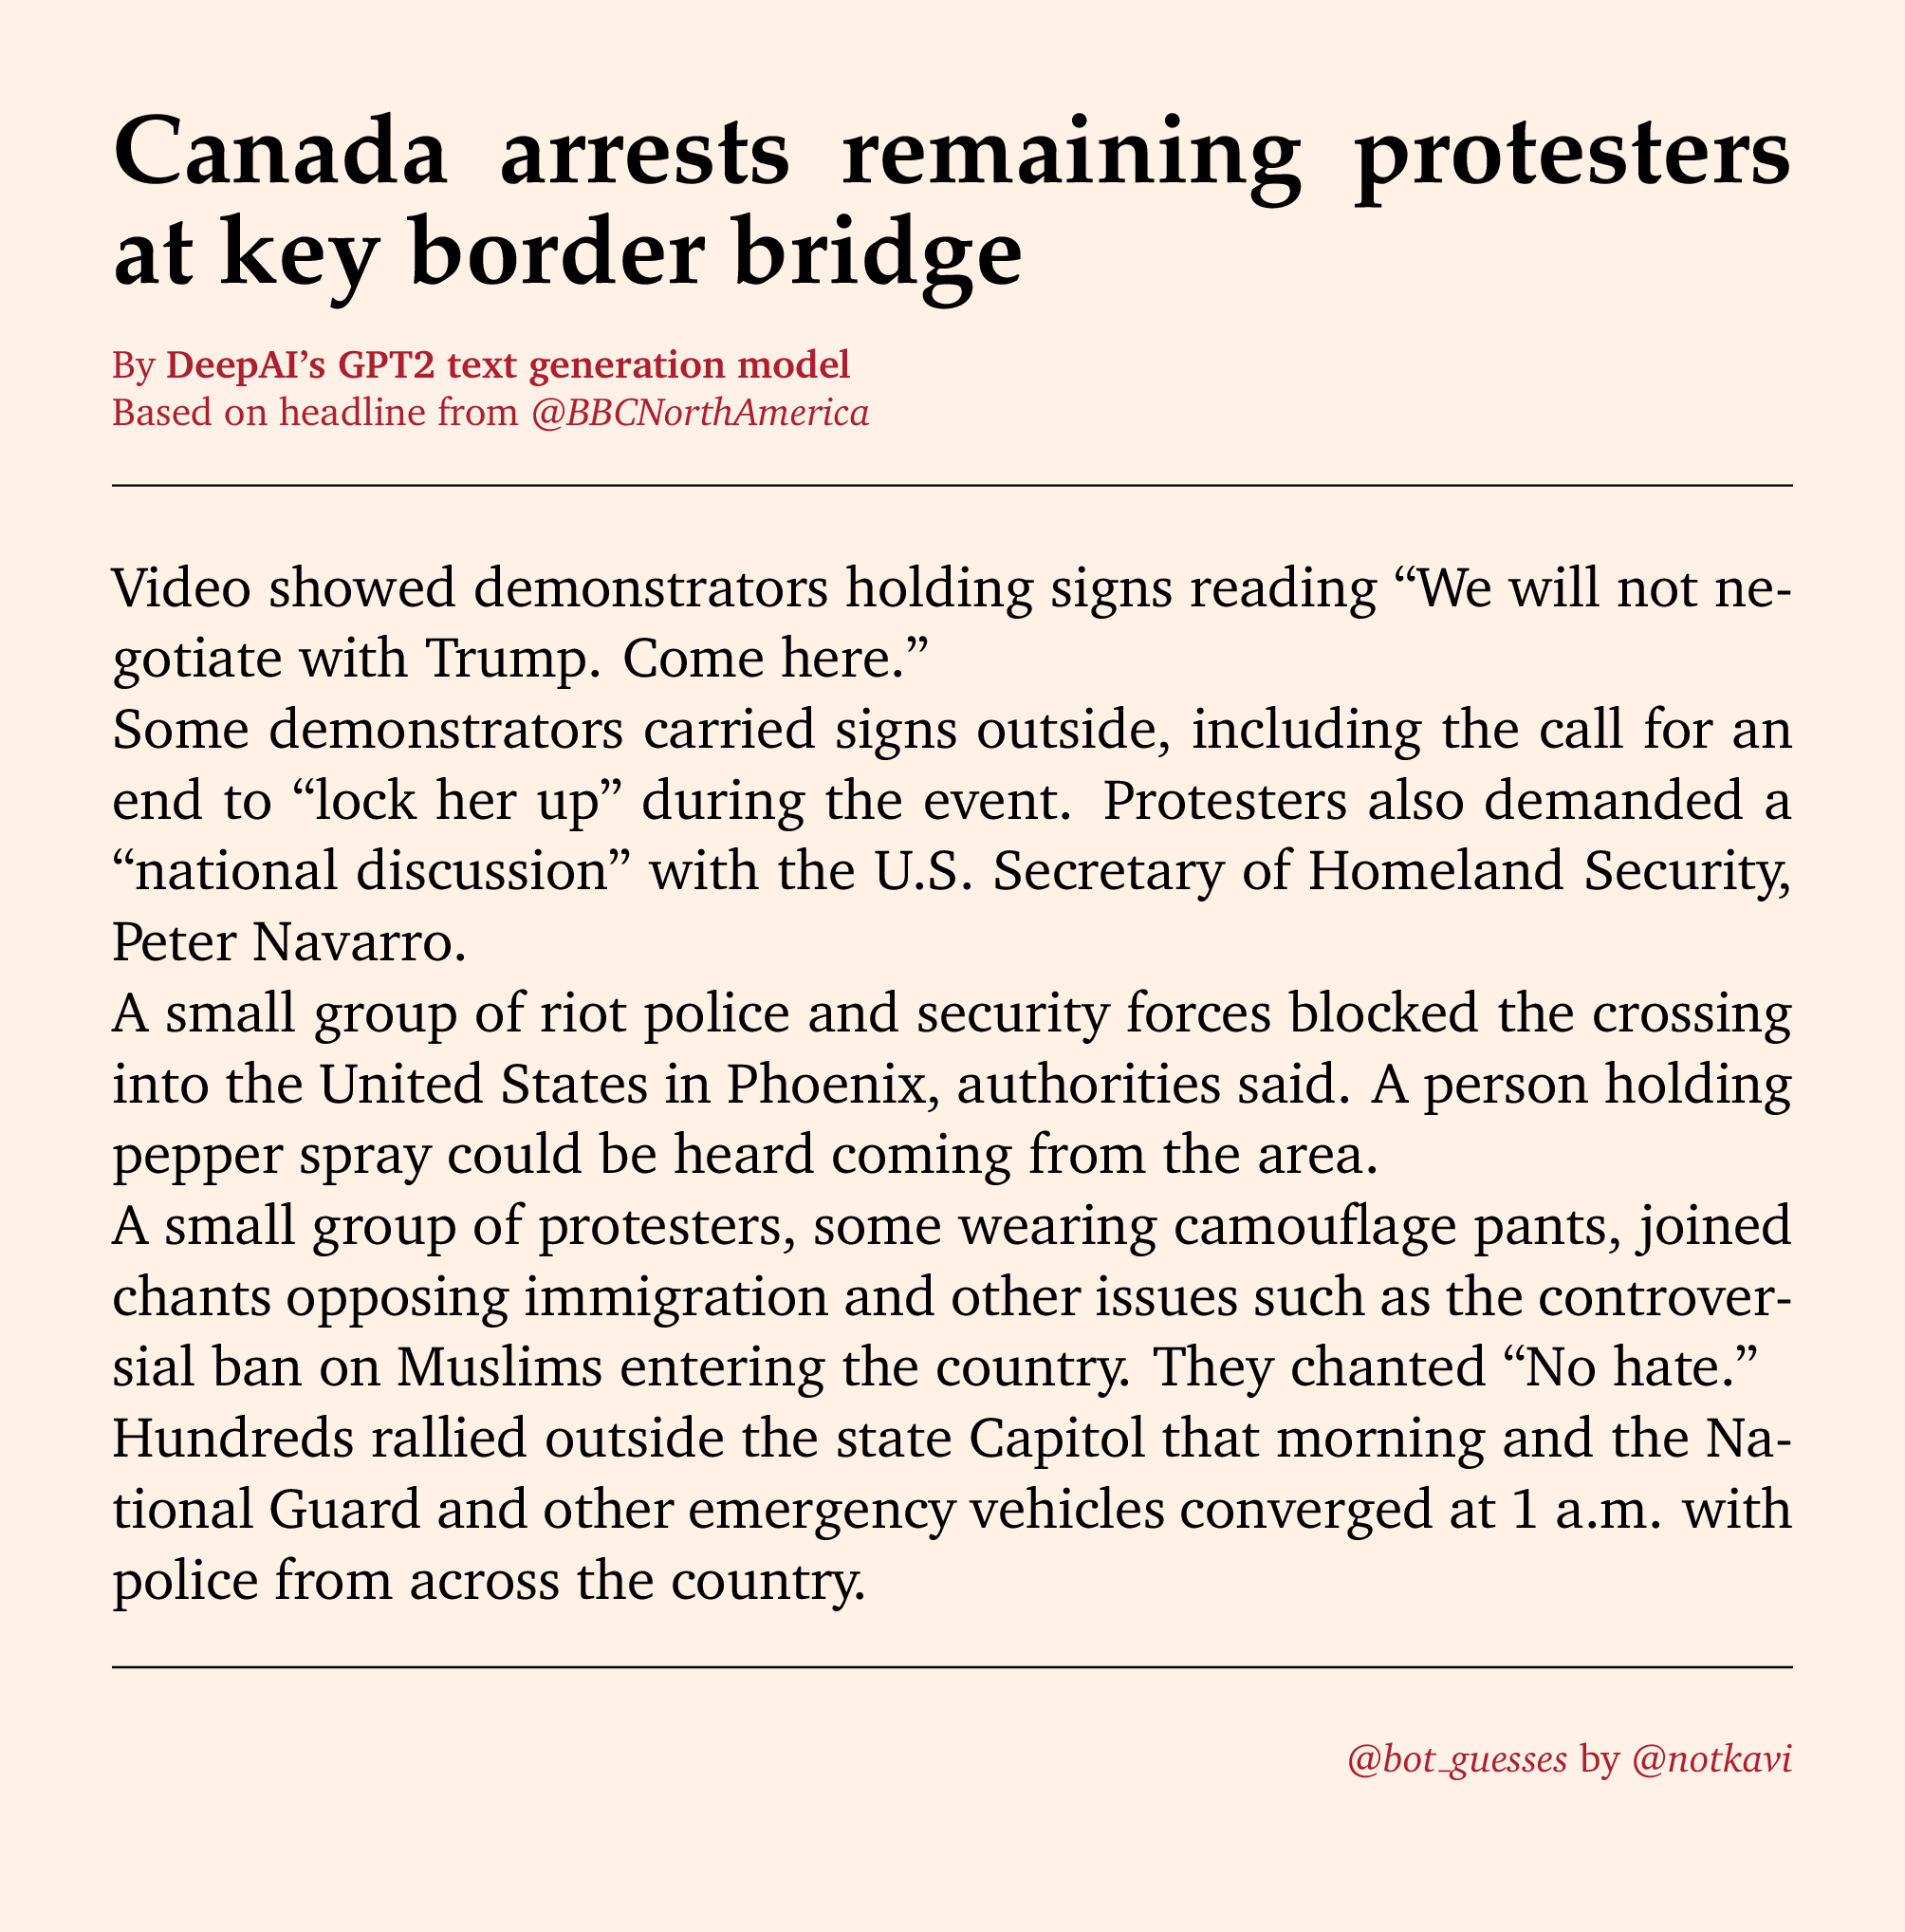 Canada arrests remaining protesters
at key border bridge
By DeepAI’s GPT2 text generation model
Based on headline from @BBCNorthAmerica
Video showed demonstrators holding signs reading “We will not ne-
gotiate with Trump. Come here.”
Some demonstrators carried signs outside, including the call for an
end to “lock her up” during the event. Protesters also demanded a
“national discussion” with the U.S. Secretary of Homeland Security,
Peter Navarro.
A small group of riot police and security forces blocked the crossing
into the United States in Phoenix, authorities said. A person holding
pepper spray could be heard coming from the area.
A small group of protesters, some wearing camouflage pants, joined
chants opposing immigration and other issues such as the controver-
sial ban on Muslims entering the country. They chanted “No hate.”
Hundreds rallied outside the state Capitol that morning and the Na-
tional Guard and other emergency vehicles converged at 1 a.m. with
police from across the country.
@bot_guesses by @notkavi